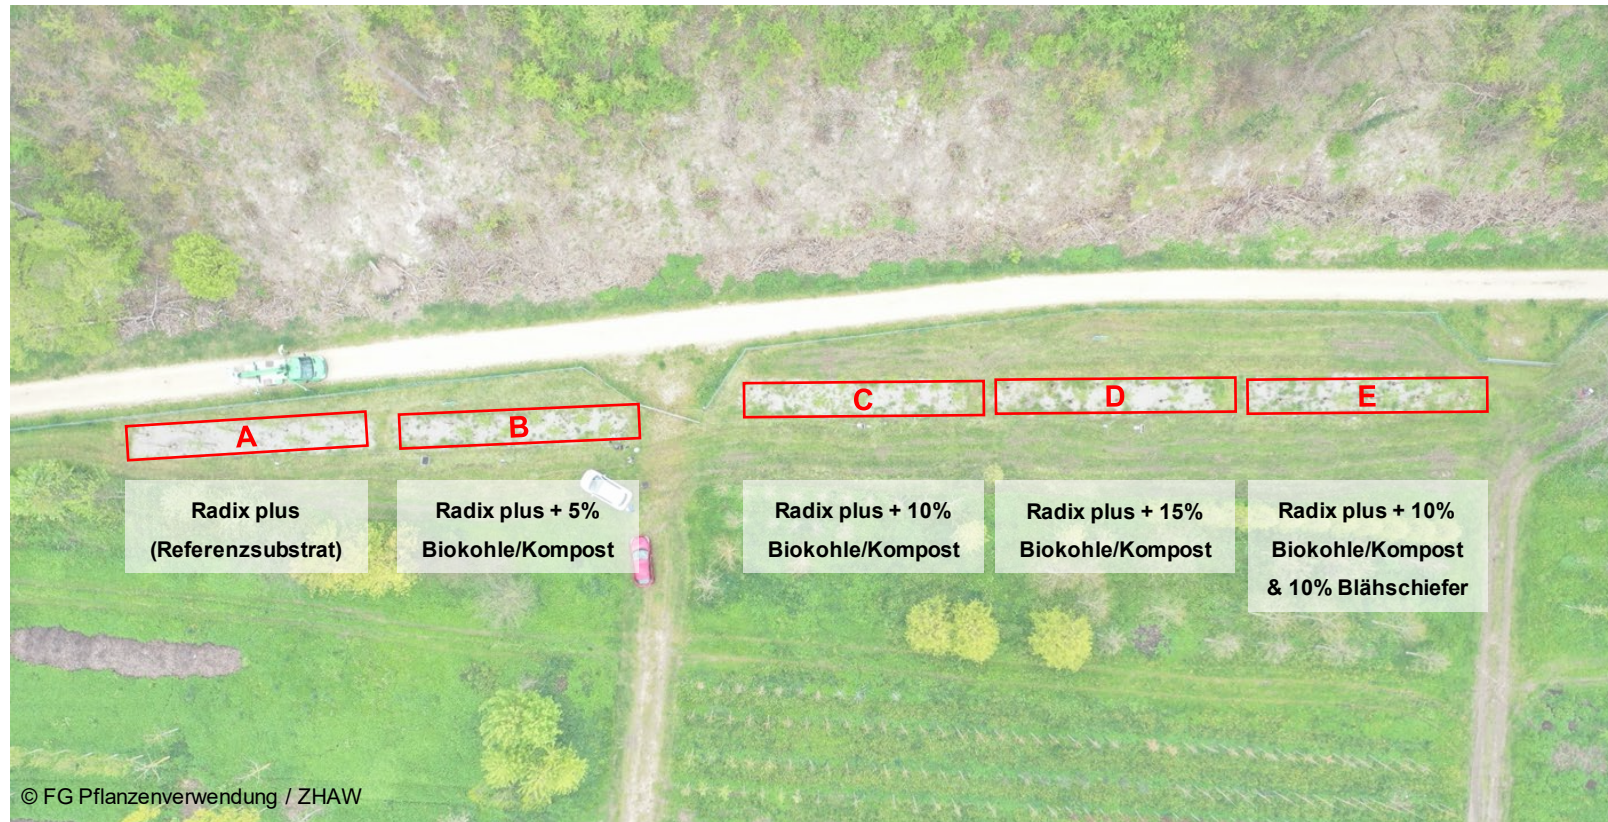 A
B
C
D
E
Radix plus
(Referenzsubstrat)
Radix plus + 5%
Biokohle/Kompost
Radix plus + 10%
Biokohle/Kompost
Radix plus + 15%
Biokohle/Kompost
Radix plus + 10%
Biokohle/Kompost
& 10% Blähschiefer
© FG Pflanzenverwendung / ZHAW